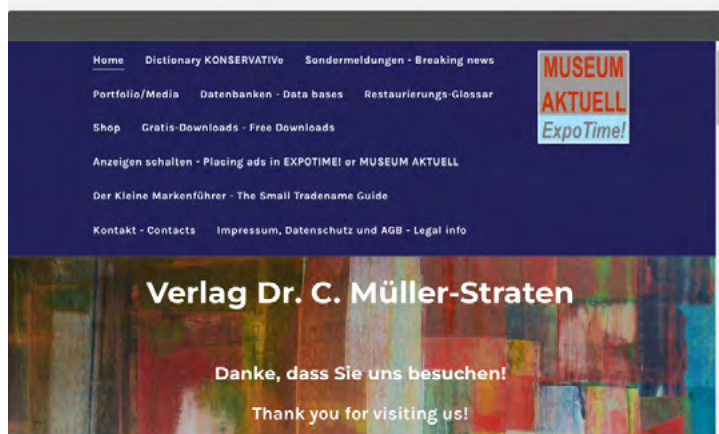 Home Dictionary KONSERVATIVe Sondermeldungen - Breaking news
Portfolio/Media Datenbanken - Data bases Restaurierungs-Glossar
Shop Gratis-Downloads - Free Downloads
Anzeigen schalten - Placing ads in EXPOTIME! or MUSEUM AKTUELL
Der Kleine Markenführer - The Small Tradename Guide
Kontakt - Contacts Impressum, Datenschutz und AGB - Legal info
MUSEUM
AKTUELL
ExpoTime!
Verlag Dr. C. Müller-Straten
Danke, dass Sie uns besuchen!
Thank you for visiting us!